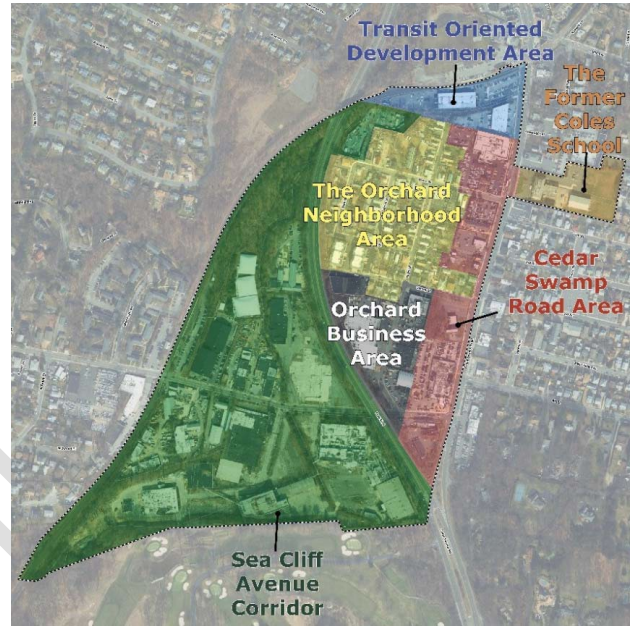 Transit Oriented
Development Area
The
Former
Coles
School
The Orchard
Neighborhood
Area
Cedar
Swamp
Road Area
Orchard
Business
Area
Sea Cliff
Avenue
Corridor